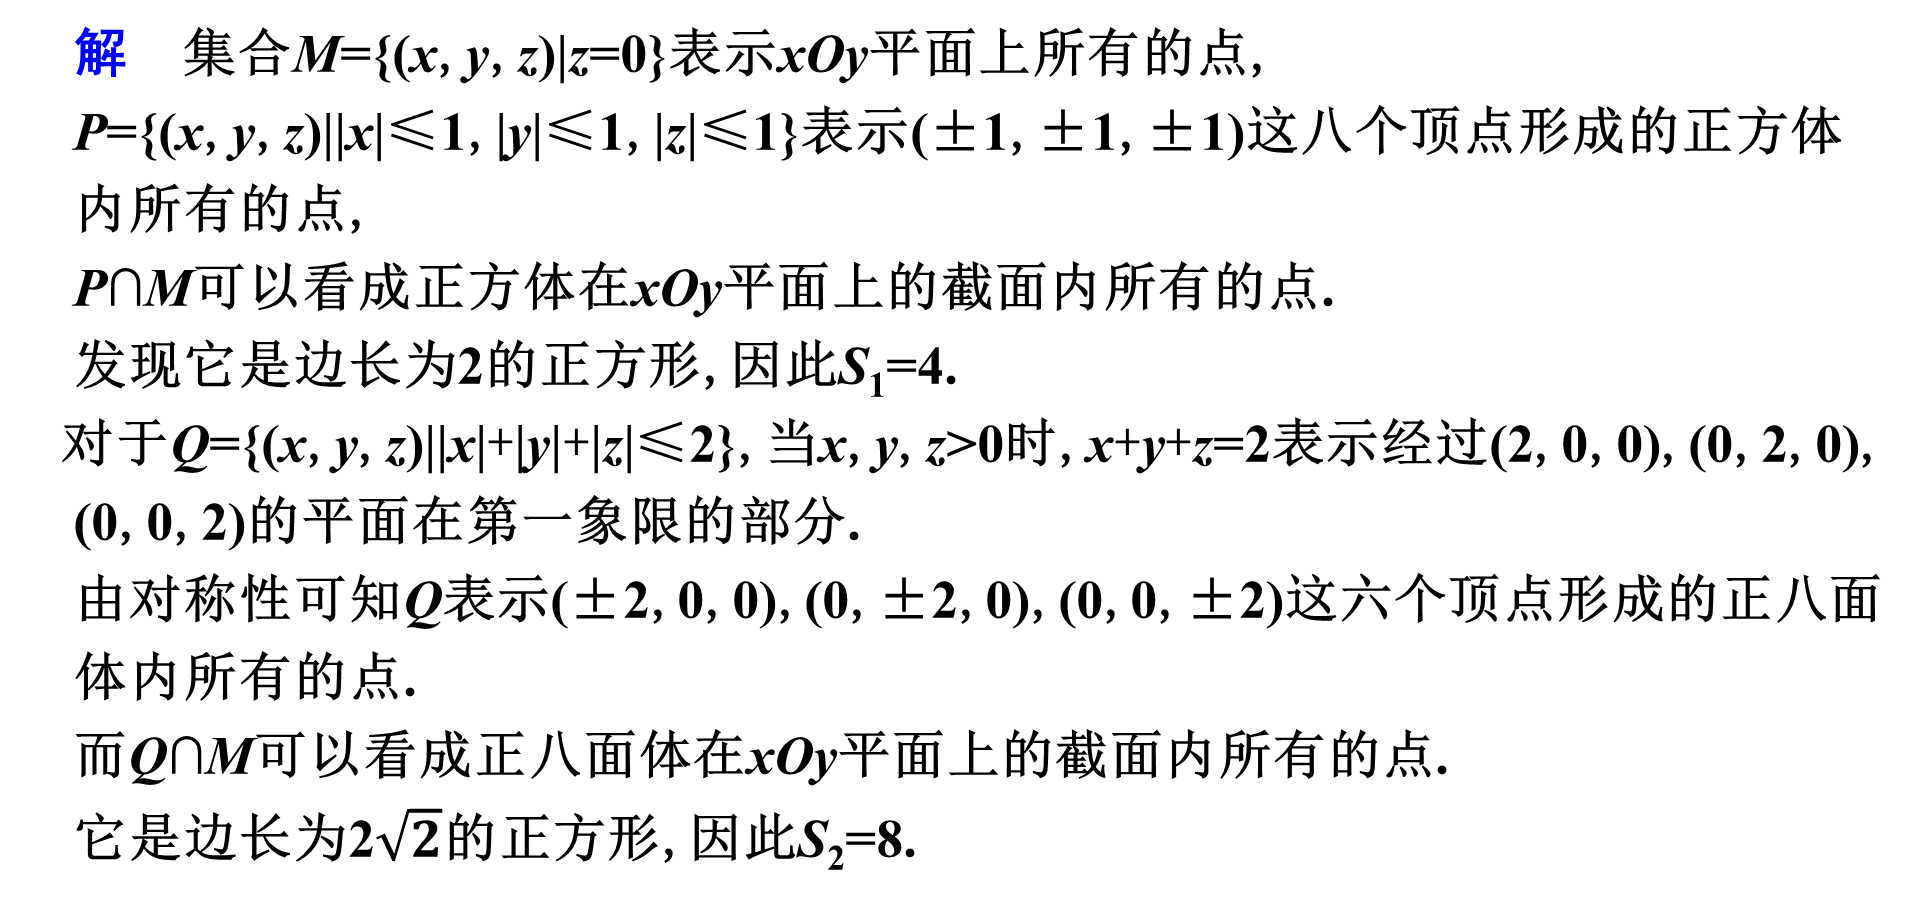 解 集合M={(x, y, z)|z=0}表示xOy平面上所有的点,
P={(x, y, z)||x|≤1, |y|≤1, |z|≤1}表示(±1, ±1, ±1)这八个顶点形成的正方体
内所有的点,
P∩M可以看成正方体在xOy平面上的截面内所有的点.
发现它是边长为2的正方形, 因此S₁=4.
对于Q={(x, y, z)||x|+|y|+|z|≤2}, 当x, y, z>0时, x+y+z=2表示经过(2, 0, 0), (0, 2, 0),
(0, 0, 2)的平面在第一象限的部分.
由对称性可知Q表示(±2, 0, 0), (0, ±2, 0), (0, 0, ±2)这六个顶点形成的正八面
体内所有的点.
而Q∩M可以看成正八面体在xOy平面上的截面内所有的点.
它是边长为2√2的正方形, 因此S₂=8.